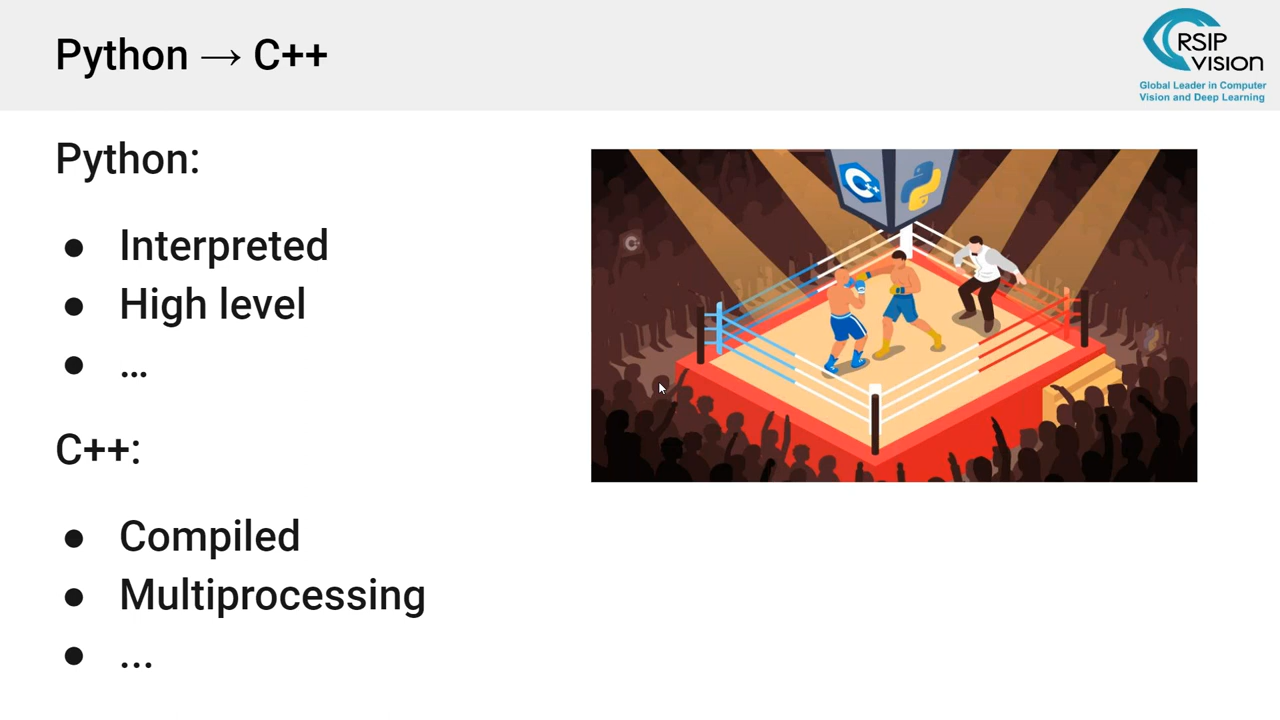 Python → C++
RSIP
VISION
Global Leader in Computer
Vision and Deep Learning
Python:
● Interpreted
● High level
● …
C++:
● Compiled
● Multiprocessing
● ...
C++
C++